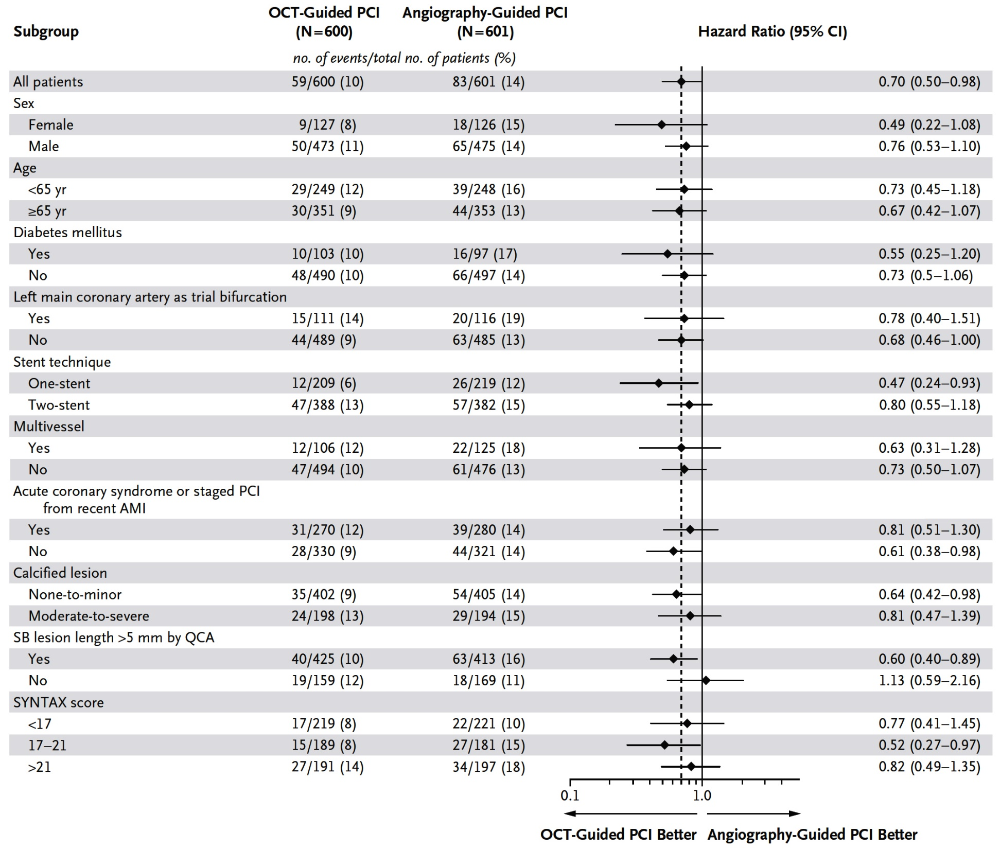 OCT-Guided PCI Angiography-Guided PCI
Subgroup (N=600) (N=601) Hazard Ratio (95% CI)
no. of events/total no. of patients (%)
All patients 59/600 (10) 83/601 (14) 0.70 (0.50–0.98)
Sex
Female 9/127 (8) 18/126 (15) 0.49 (0.22–1.08)
Male 50/473 (11) 65/475 (14) 0.76 (0.53–1.10)
Age
<65 yr 29/249 (12) 39/248 (16) 0.73 (0.45–1.18)
≥65 yr 30/351 (9) 44/353 (13) 0.67 (0.42–1.07)
Diabetes mellitus
Yes 10/103 (10) 16/97 (17) 0.55 (0.25–1.20)
No 48/490 (10) 66/497 (14) 0.73 (0.5–1.06)
Left main coronary artery as trial bifurcation
Yes 15/111 (14) 20/116 (19) 0.78 (0.40–1.51)
No 44/489 (9) 63/485 (13) 0.68 (0.46–1.00)
Stent technique
One-stent 12/209 (6) 26/219 (12) 0.47 (0.24–0.93)
Two-stent 47/388 (13) 57/382 (15) 0.80 (0.55–1.18)
Multivessel
Yes 12/106 (12) 22/125 (18) 0.63 (0.31–1.28)
No 47/494 (10) 61/476 (13) 0.73 (0.50–1.07)
Acute coronary syndrome or staged PCI
from recent AMI
Yes 31/270 (12) 39/280 (14) 0.81 (0.51–1.30)
No 28/330 (9) 44/321 (14) 0.61 (0.38–0.98)
Calcified lesion
None-to-minor 35/402 (9) 54/405 (14) 0.64 (0.42–0.98)
Moderate-to-severe 24/198 (13) 29/194 (15) 0.81 (0.47–1.39)
SB lesion length >5 mm by QCA
Yes 40/425 (10) 63/413 (16) 0.60 (0.40–0.89)
No 19/159 (12) 18/169 (11) 1.13 (0.59–2.16)
SYNTAX score
<17 17/219 (8) 22/221 (10) 0.77 (0.41–1.45)
17–21 15/189 (8) 27/181 (15) 0.52 (0.27–0.97)
>21 27/191 (14) 34/197 (18) 0.82 (0.49–1.35)
0.1 1.0
OCT-Guided PCI Better Angiography-Guided PCI Better